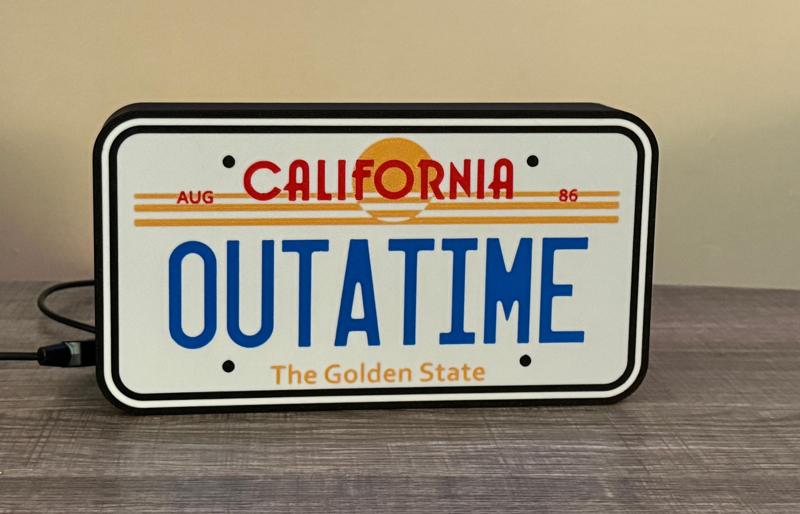 CALIFORNIA
AUG 86
OUTATIME
The Golden State